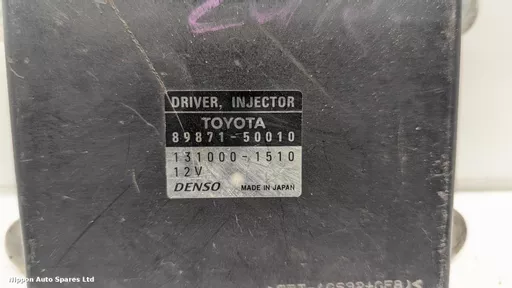 DRIVER, INJECTOR
TOYOTA
89871-50010
131000-1510
12V
DENSO MADE IN JAPAN
Nippon Auto Spares Ltd